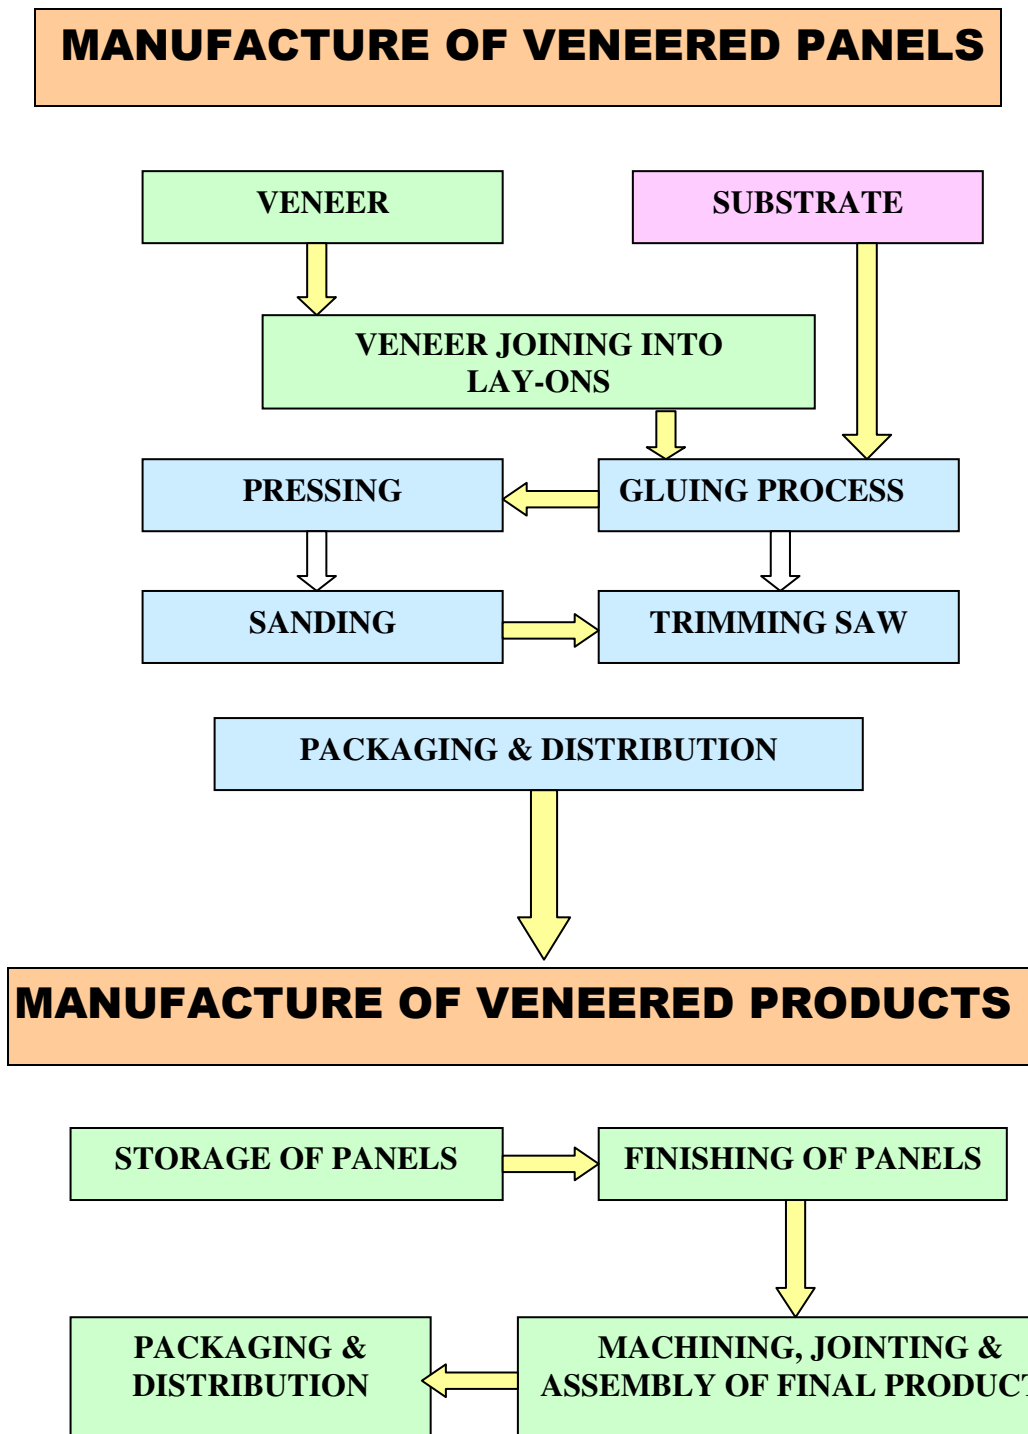 MANUFACTURE OF VENEERED PANELS
VENEER
SUBSTRATE
VENEER JOINING INTO
LAY-ONS
PRESSING
GLUING PROCESS
SANDING
TRIMMING SAW
PACKAGING & DISTRIBUTION
MANUFACTURE OF VENEERED PRODUCTS
STORAGE OF PANELS
FINISHING OF PANELS
PACKAGING &
DISTRIBUTION
MACHINING, JOINTING &
ASSEMBLY OF FINAL PRODUCT